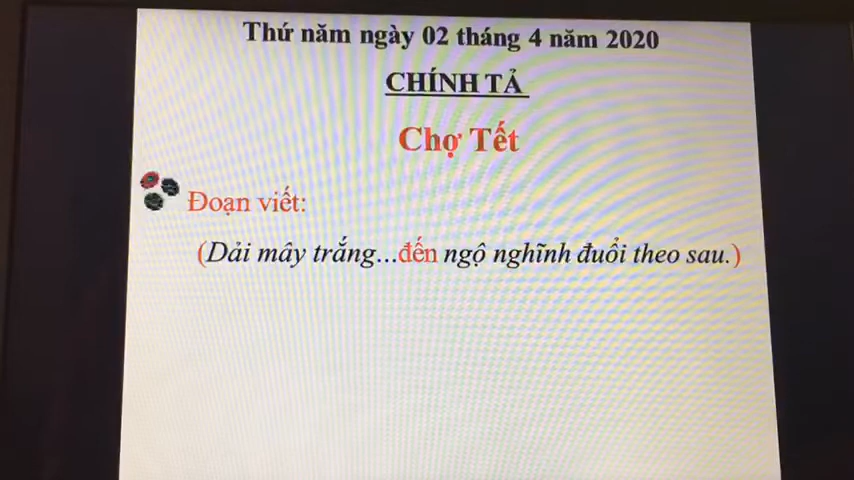 Thứ năm ngày 02 tháng 4 năm 2020
CHÍNH TẢ
Chợ Tết
Đoạn viết:
(Dải mây trắng...đến ngộ nghĩnh đuổi theo sau.)